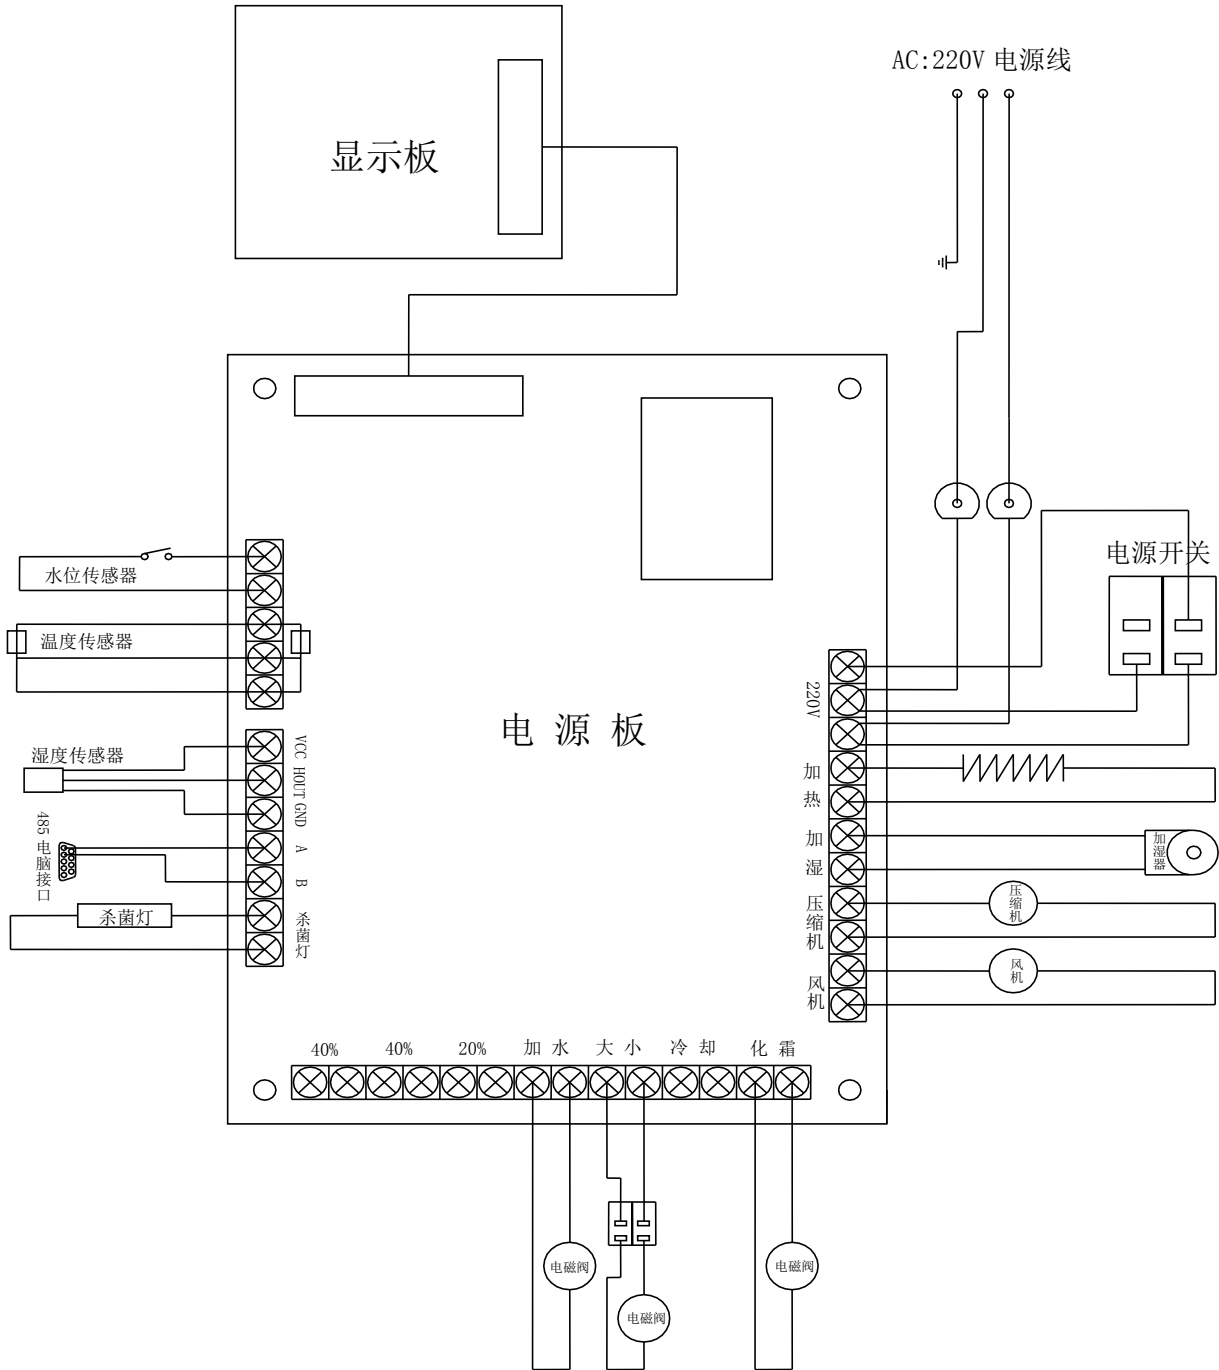 AC:220V 电源线
显示板
电源开关
水位传感器
温度传感器
220V
电 源 板
湿度传感器
VCC HOUT GND
加热
485 电脑接口
A
加湿
加湿器
B
压缩机
压缩机
杀菌灯
杀菌灯
风机
风机
40% 40% 20% 加 水 大 小 冷 却 化 霜
电磁阀 电磁阀
电磁阀